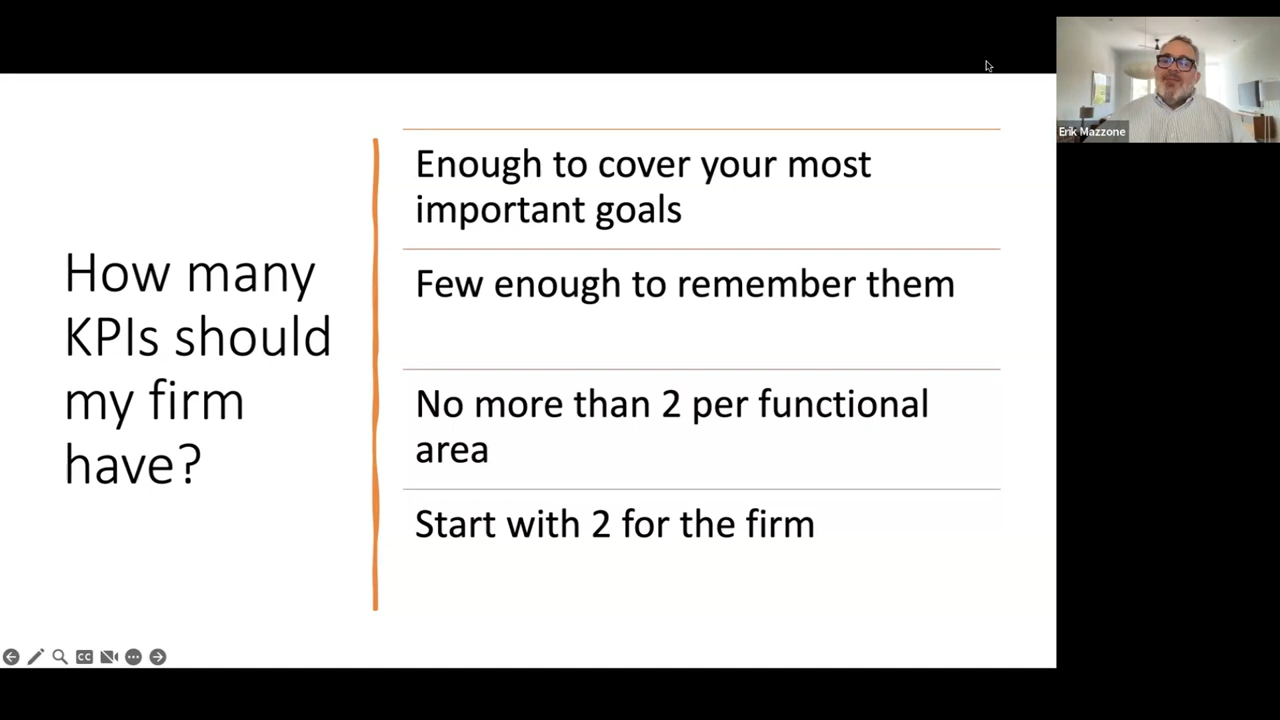 How many
KPIs should
my firm
have?
Enough to cover your most
important goals
Few enough to remember them
No more than 2 per functional
area
Start with 2 for the firm
Erik Mazzone
CC